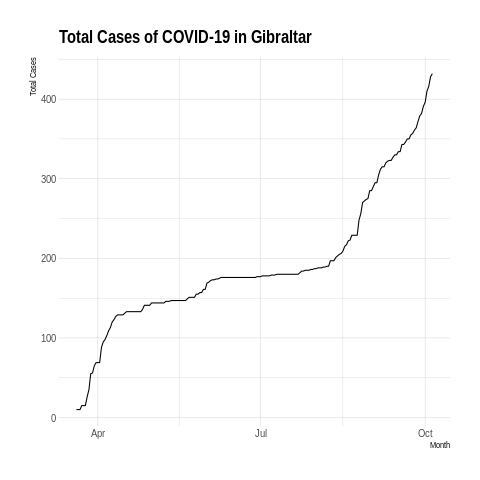 Total Cases of COVID-19 in Gibraltar
Total Cases
400
300
200
100
0
Apr
Jul
Oct
Month